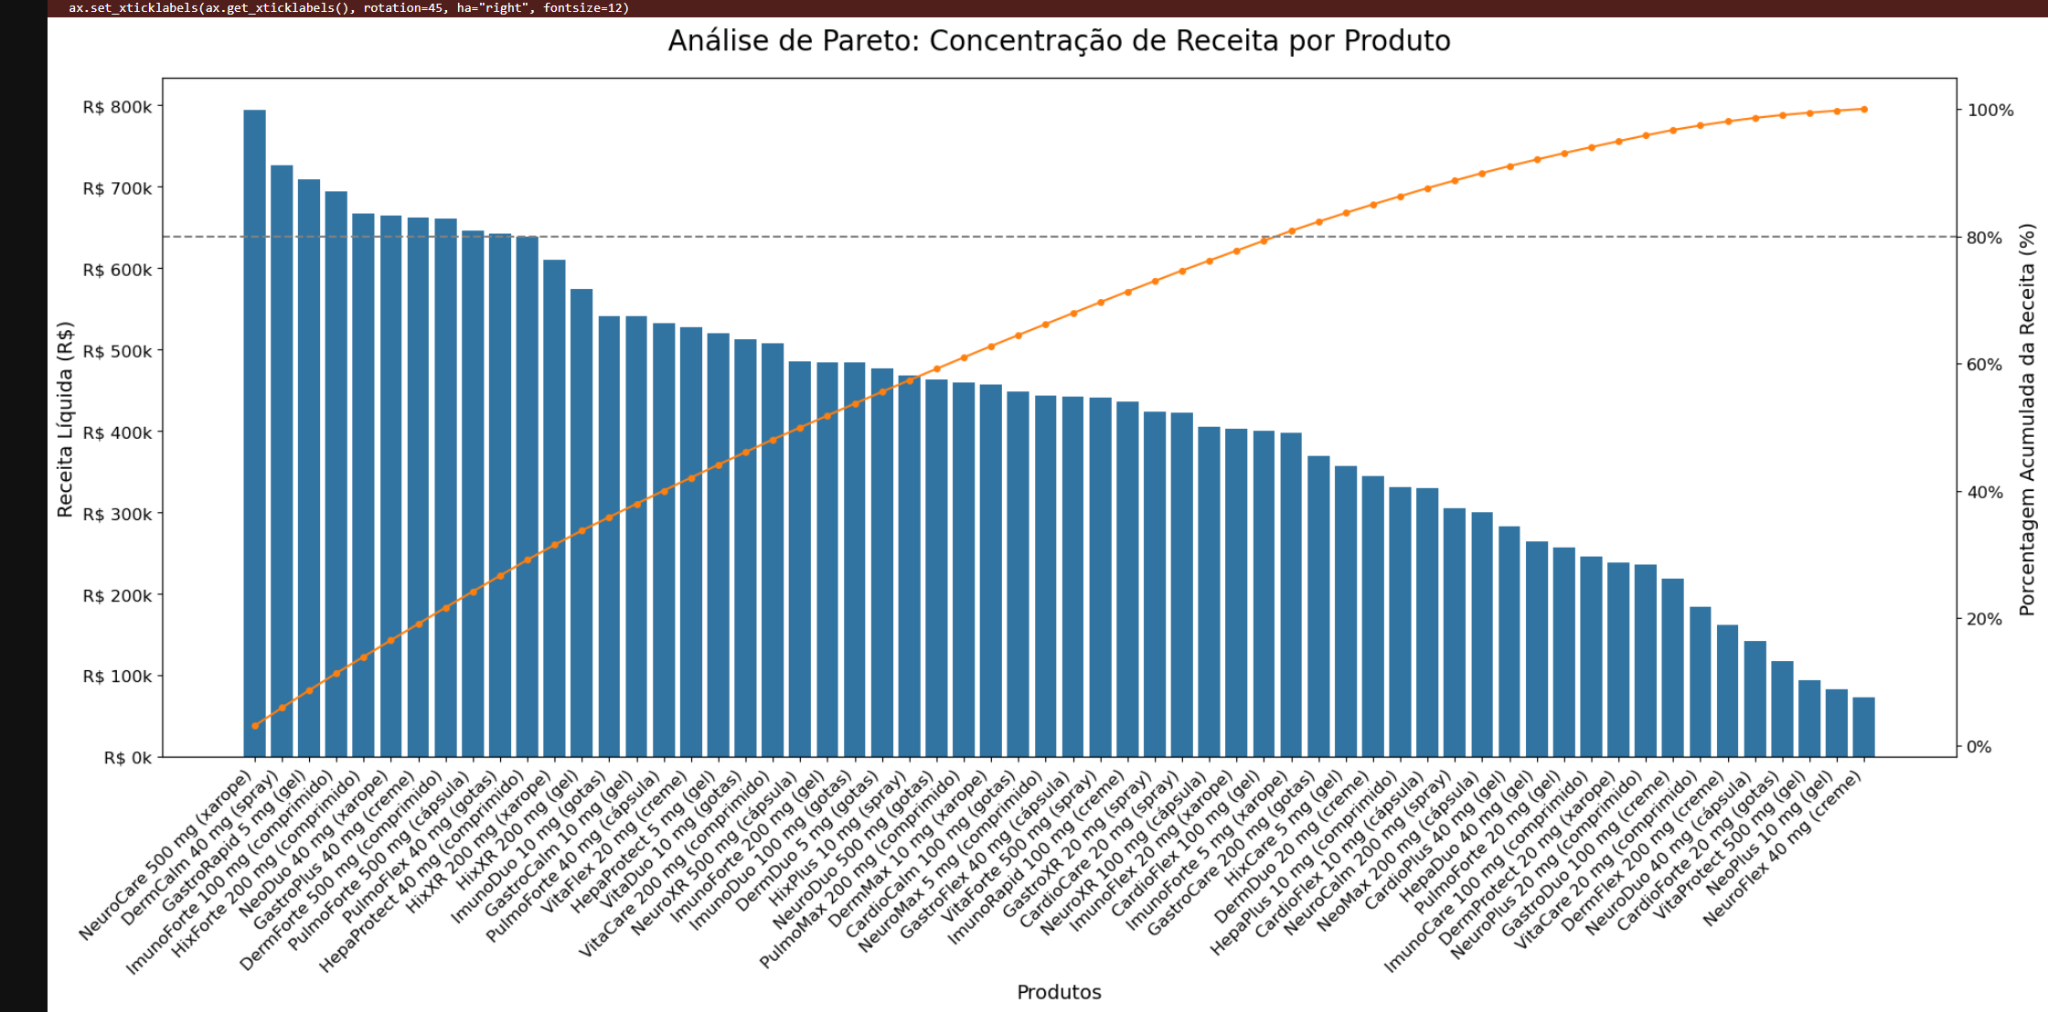 ax.set_xticklabels(ax.get_xticklabels(), rotation=45, ha="right", fontsize=12)
Análise de Pareto: Concentração de Receita por Produto
R$ 800k
R$ 700k
R$ 600k
R$ 500k
R$ 400k
R$ 300k
R$ 200k
R$ 100k
R$ 0k
Receita Líquida (R$)
100%
80%
60%
40%
20%
0%
Porcentagem Acumulada da Receita (%)
NeuroCare 500 mg (xarope)
DermoCalm 40 mg (spray)
GastroRapid 5 mg (gel)
ImunoForte 100 mg (comprimido)
HixForte 200 mg (comprimido)
NeoDuo 40 mg (xarope)
GastroPlus 40 mg (creme)
DermForte 500 mg (comprimido)
PulmoForte 500 mg (cápsula)
PulmoFlex 40 mg (gotas)
HepaProtect 40 mg (comprimido)
HixXR 200 mg (xarope)
HixXR 200 mg (gel)
ImunoDuo 10 mg (gotas)
GastroCalm 10 mg (gel)
PulmoForte 40 mg (cápsula)
VitaFlex 20 mg (creme)
HepaProtect 5 mg (gel)
VitaDuo 10 mg (gotas)
VitaCare 200 mg (comprimido)
NeuroXR 500 mg (cápsula)
ImunoForte 200 mg (gel)
ImunoDuo 100 mg (gotas)
DermDuo 5 mg (gotas)
HixPlus 10 mg (spray)
NeuroDuo 500 mg (gotas)
PulmoMax 200 mg (comprimido)
DermMax 10 mg (xarope)
CardioCalm 100 mg (gotas)
NeuroMax 5 mg (comprimido)
GastroFlex 40 mg (cápsula)
GastroForte 500 mg (spray)
ImunoRapid 100 mg (creme)
GastroXR 20 mg (spray)
CardioCare 20 mg (spray)
NeuroXR 100 mg (cápsula)
ImunoFlex 20 mg (xarope)
CardioFlex 100 mg (gel)
ImunoForte 5 mg (xarope)
GastroCare 200 mg (gotas)
HixCare 5 mg (gel)
DermDuo 20 mg (creme)
HepaPlus 10 mg (comprimido)
CardioFlex 10 mg (cápsula)
NeuroCalm 200 mg (spray)
NeoMax 200 mg (cápsula)
CardioPlus 40 mg (gel)
HepaDuo 40 mg (gel)
PulmoForte 20 mg (gel)
ImunoCare 100 mg (comprimido)
DermProtect 20 mg (xarope)
NeuroPlus 20 mg (comprimido)
GastroDuo 100 mg (creme)
VitaCare 20 mg (comprimido)
DermFlex 200 mg (creme)
NeuroDuo 40 mg (cápsula)
CardioForte 20 mg (gotas)
VitaProtect 500 mg (gel)
NeoPlus 10 mg (gel)
NeuroFlex 40 mg (creme)
Produtos